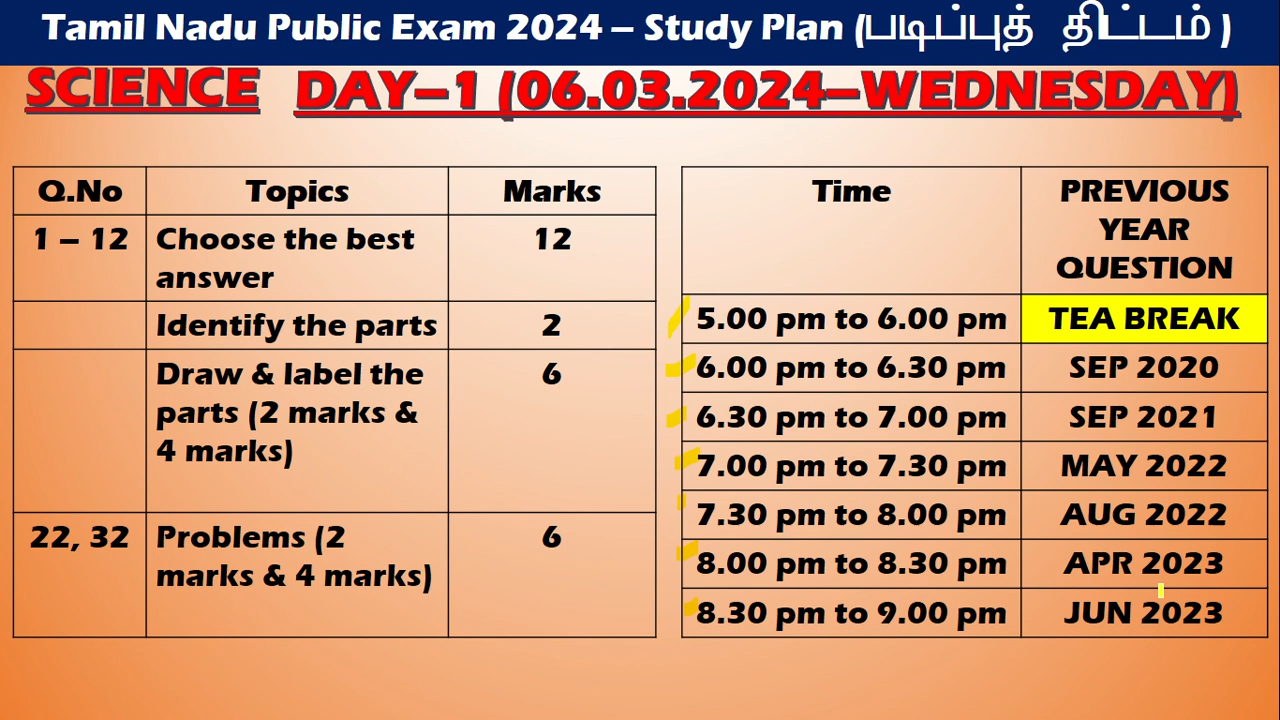 Tamil Nadu Public Exam 2024 – Study Plan (படிப்புத் திட்டம் )
SCIENCE DAY–1 (06.03.2024–WEDNESDAY)
Q.No Topics Marks
1 – 12 Choose the best 12
answer
Identify the parts 2
Draw & label the 6
parts (2 marks &
4 marks)
22, 32 Problems (2 6
marks & 4 marks)
Time PREVIOUS
YEAR
QUESTION
5.00 pm to 6.00 pm TEA BREAK
6.00 pm to 6.30 pm SEP 2020
6.30 pm to 7.00 pm SEP 2021
7.00 pm to 7.30 pm MAY 2022
7.30 pm to 8.00 pm AUG 2022
8.00 pm to 8.30 pm APR 2023
8.30 pm to 9.00 pm JUN 2023